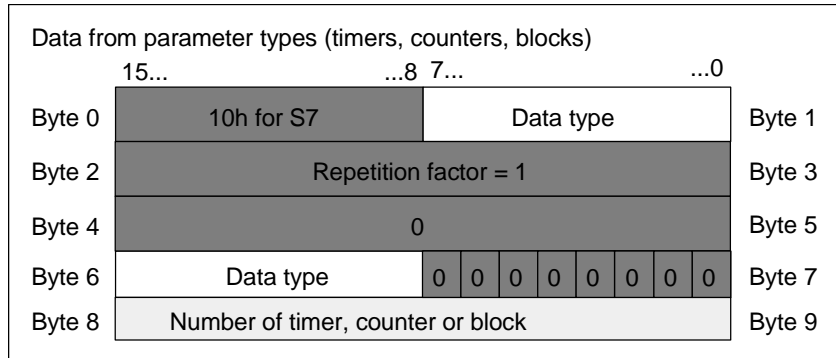 Data from parameter types (timers, counters, blocks)
15... ...8 7... ...0
Byte 0 10h for S7 Data type Byte 1
Byte 2 Repetition factor = 1 Byte 3
Byte 4 0 Byte 5
Byte 6 Data type 0 0 0 0 0 0 0 0 Byte 7
Byte 8 Number of timer, counter or block Byte 9